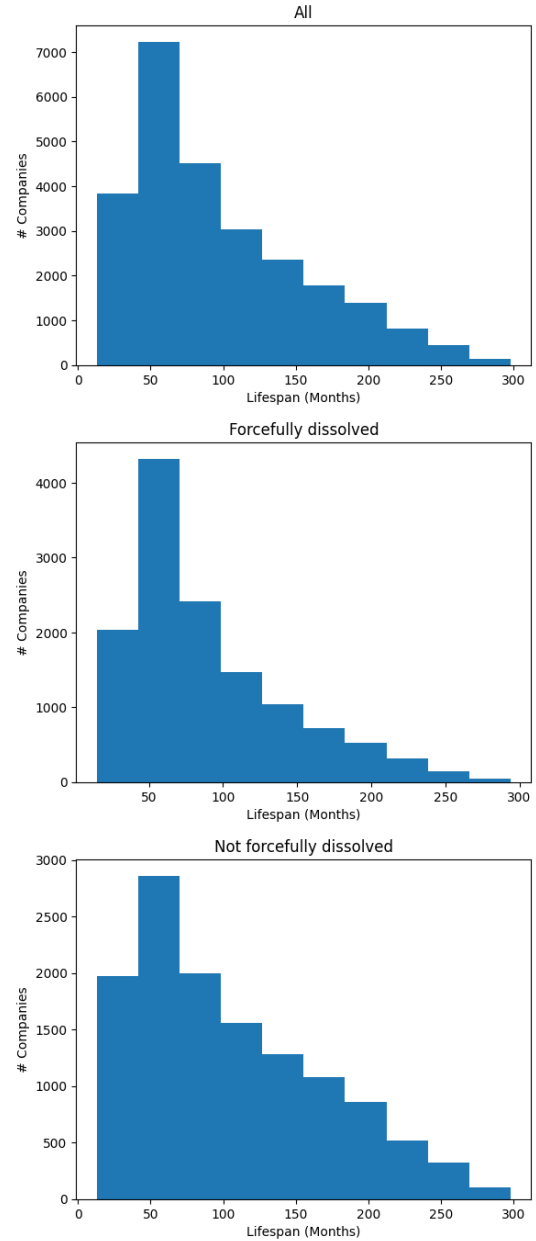 All
7000
6000
5000
4000
3000
2000
1000
0
# Companies
0 50 100 150 200 250 300
Lifespan (Months)
Forcefully dissolved
4000
3000
2000
1000
0
# Companies
50 100 150 200 250 300
Lifespan (Months)
Not forcefully dissolved
3000
2500
2000
1500
1000
500
0
# Companies
0 50 100 150 200 250 300
Lifespan (Months)